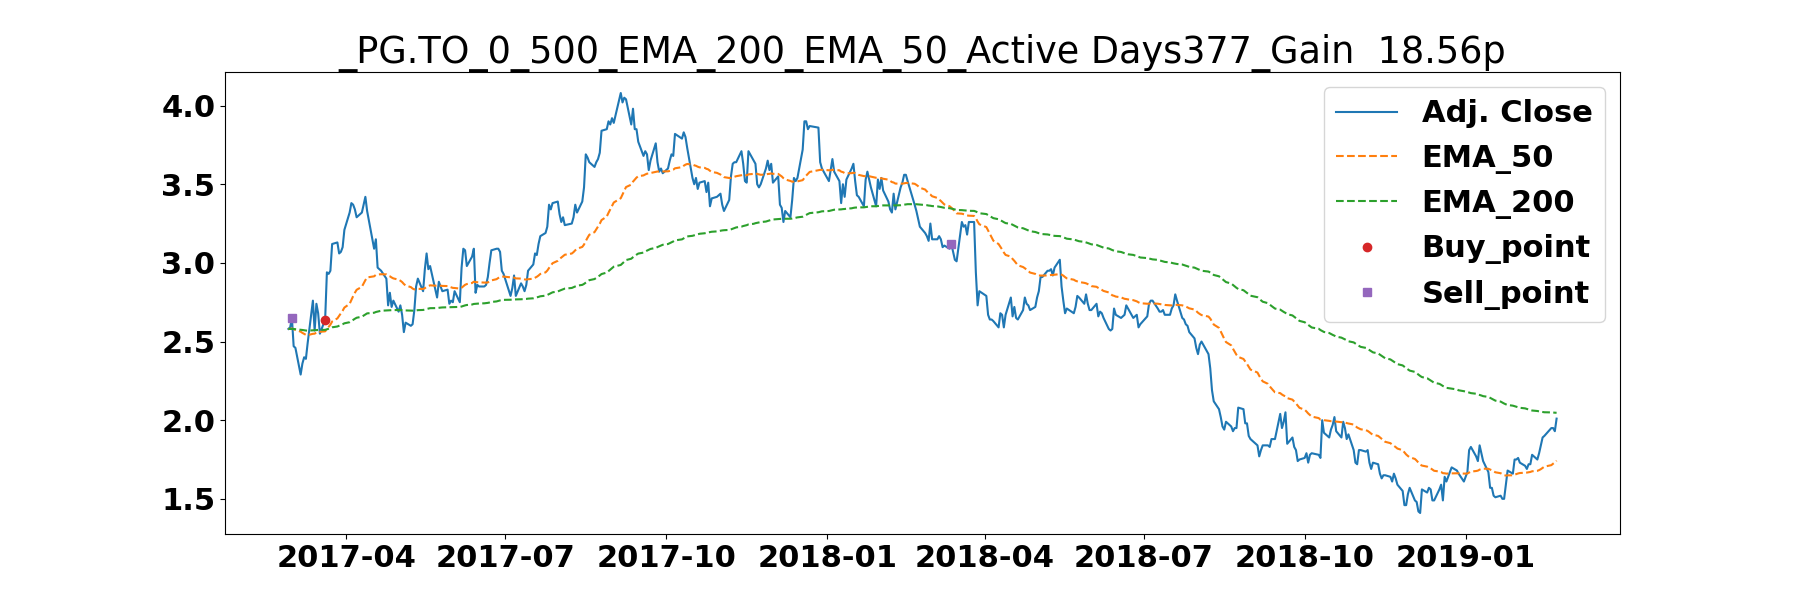 _PG.TO_0_500_EMA_200_EMA_50_Active Days377_Gain  18.56p
4.0
3.5
3.0
2.5
2.0
1.5
Adj. Close
EMA_50
EMA_200
Buy_point
Sell_point
2017-04 2017-07 2017-10 2018-01 2018-04 2018-07 2018-10 2019-01